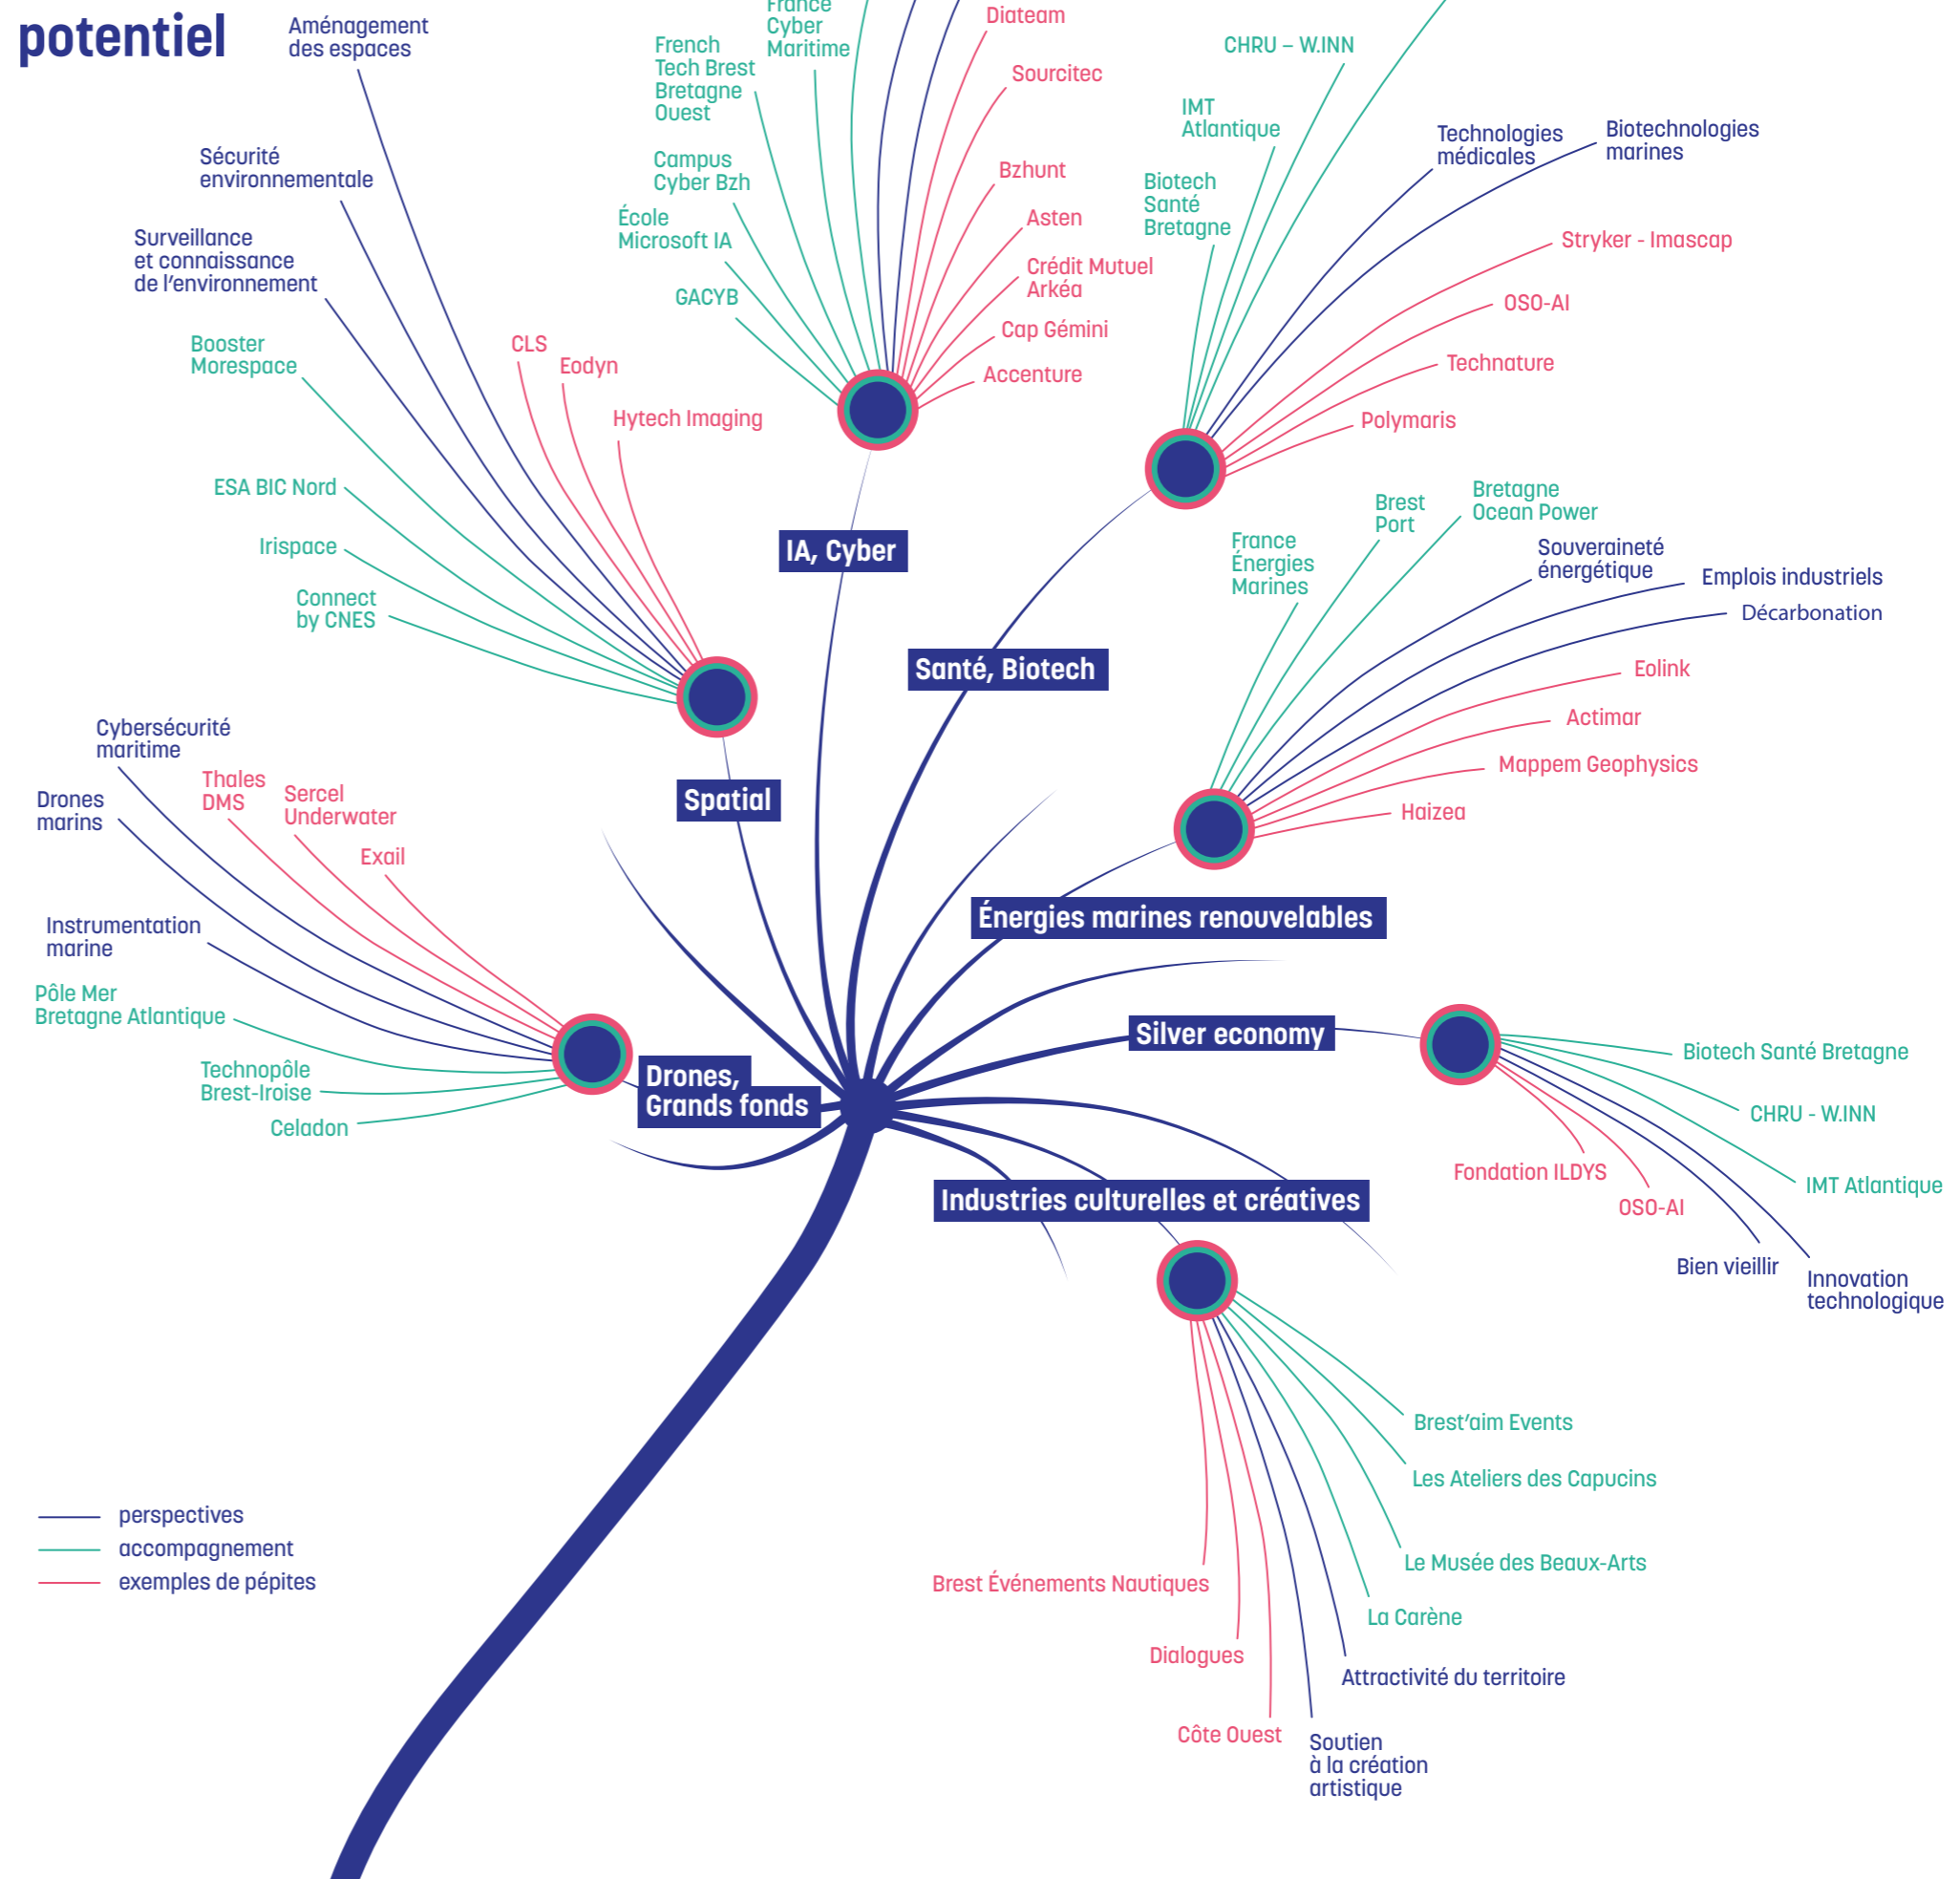 potentiel
Aménagement
des espaces
Sécurité
environnementale
Surveillance
et connaissance
de l’environnement
Booster
Morespace
ESA BIC Nord
Irispace
Connect
by CNES
CLS
Eodyn
Hytech Imaging
Spatial
France
Cyber
Maritime
French
Tech Brest
Bretagne
Ouest
Campus
Cyber Bzh
École
Microsoft IA
GACYB
Diateam
Sourcitec
Bzhunt
Asten
Crédit Mutuel
Arkéa
Cap Gémini
Accenture
IA, Cyber
CHRU – W.INN
IMT
Atlantique
Biotech
Santé
Bretagne
Technologies
médicales
Biotechnologies
marines
Stryker - Imascap
OSO-AI
Technature
Polymaris
Santé, Biotech
France
Énergies
Marines
Brest
Port
Bretagne
Ocean Power
Souveraineté
énergétique
Emplois industriels
Décarbonation
Eolink
Actimar
Mappem Geophysics
Haizea
Énergies marines renouvelables
Cybersécurité
maritime
Drones
marins
Thales
DMS
Sercel
Underwater
Exail
Instrumentation
marine
Pôle Mer
Bretagne Atlantique
Technopôle
Brest-Iroise
Celadon
Drones,
Grands fonds
Silver economy
Biotech Santé Bretagne
CHRU - W.INN
IMT Atlantique
Fondation ILDYS
OSO-AI
Bien vieillir
Innovation
technologique
Industries culturelles et créatives
Brest’aim Events
Les Ateliers des Capucins
Le Musée des Beaux-Arts
La Carène
Attractivité du territoire
Soutien
à la création
artistique
Brest Événements Nautiques
Dialogues
Côte Ouest
perspectives
accompagnement
exemples de pépites